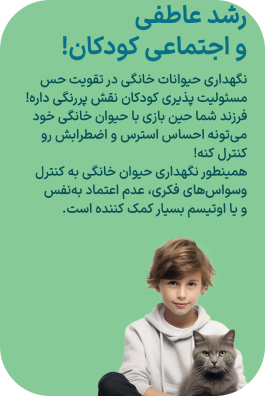 رشد عاطفی
و اجتماعی کودکان!
نگهداری حیوانات خانگی در تقویت حس
مسئولیت پذیری کودکان نقش پررنگی داره!
فرزند شما حین بازی با حیوان خانگی خود
می‌تونه احساس استرس و اضطرابش رو
کنترل کنه!
همینطور نگهداری حیوان خانگی به کنترل
وسواس‌های فکری، عدم اعتماد به‌نفس
و یا اوتیسم بسیار کمک کننده است.